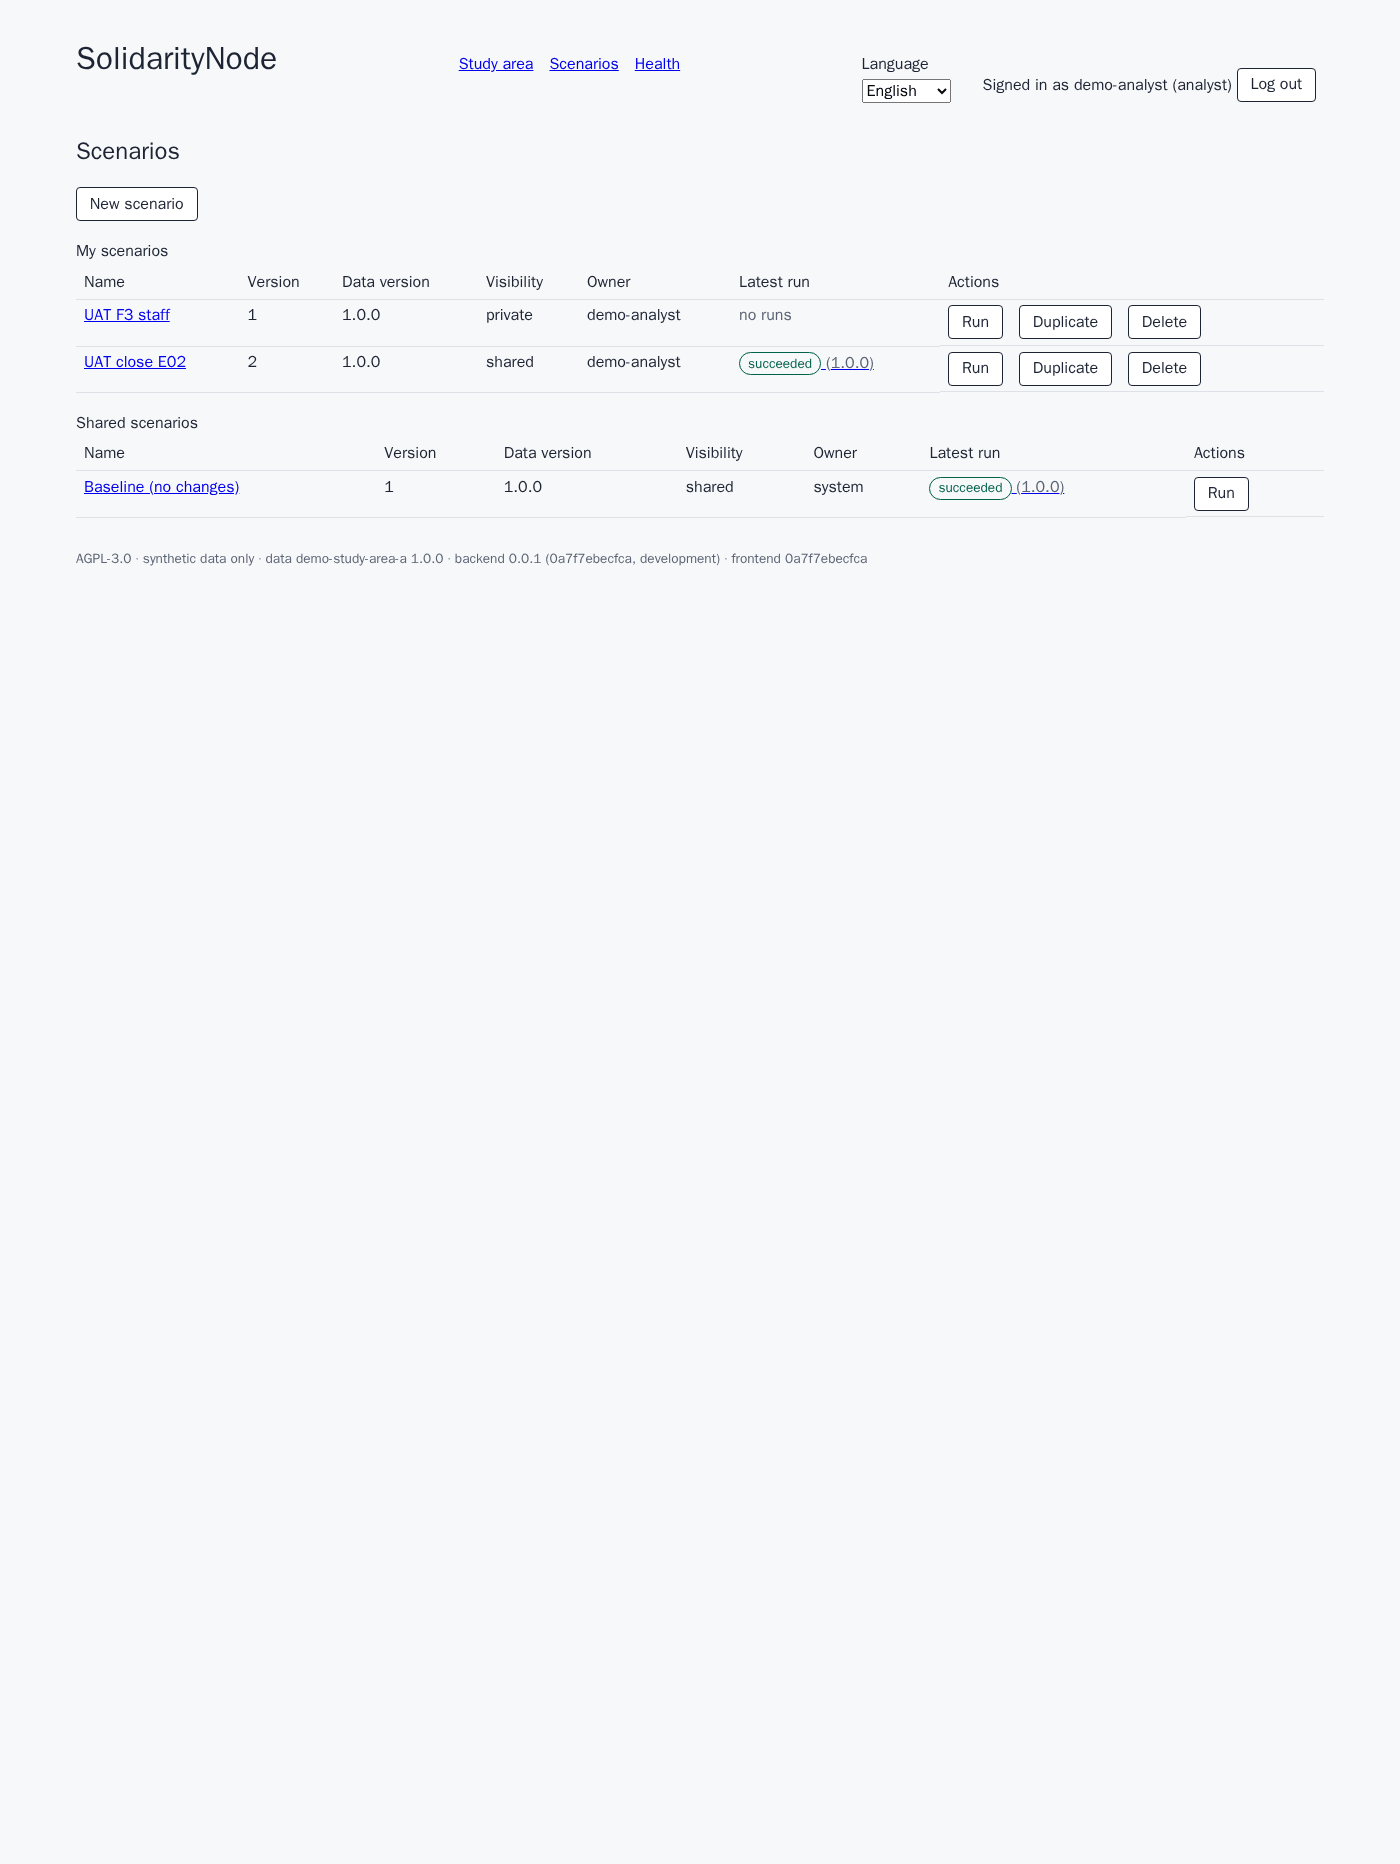 SolidarityNode
Study area Scenarios Health
Language
English
Signed in as demo-analyst (analyst) Log out
Scenarios
New scenario
My scenarios
Name Version Data version Visibility Owner Latest run Actions
UAT F3 staff 1 1.0.0 private demo-analyst no runs Run Duplicate Delete
UAT close E02 2 1.0.0 shared demo-analyst succeeded (1.0.0) Run Duplicate Delete
Shared scenarios
Name Version Data version Visibility Owner Latest run Actions
Baseline (no changes) 1 1.0.0 shared system succeeded (1.0.0) Run
AGPL-3.0 · synthetic data only · data demo-study-area-a 1.0.0 · backend 0.0.1 (0a7f7ebecfca, development) · frontend 0a7f7ebecfca